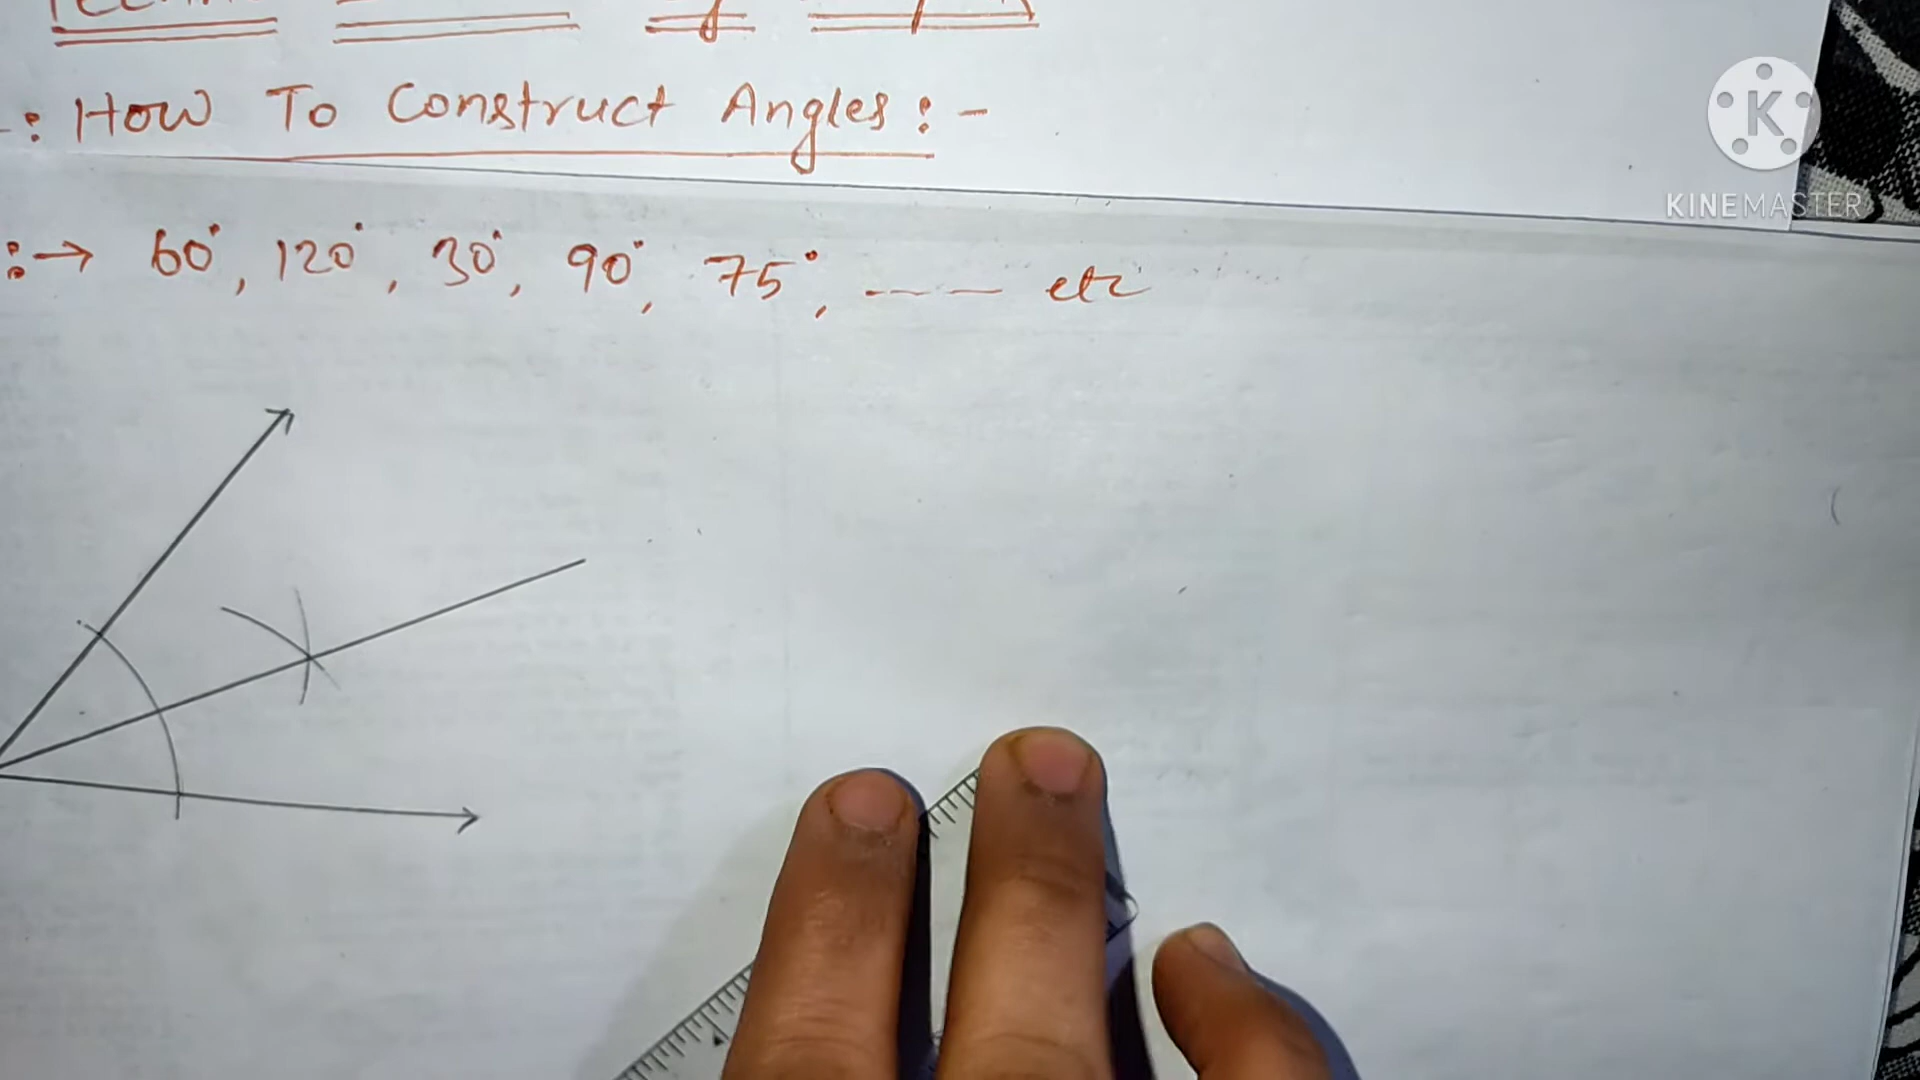 -: How To Construct Angles :-
:→ 60°, 120°, 30°, 90°, 75°, ---- etc
K
KINEMASTER